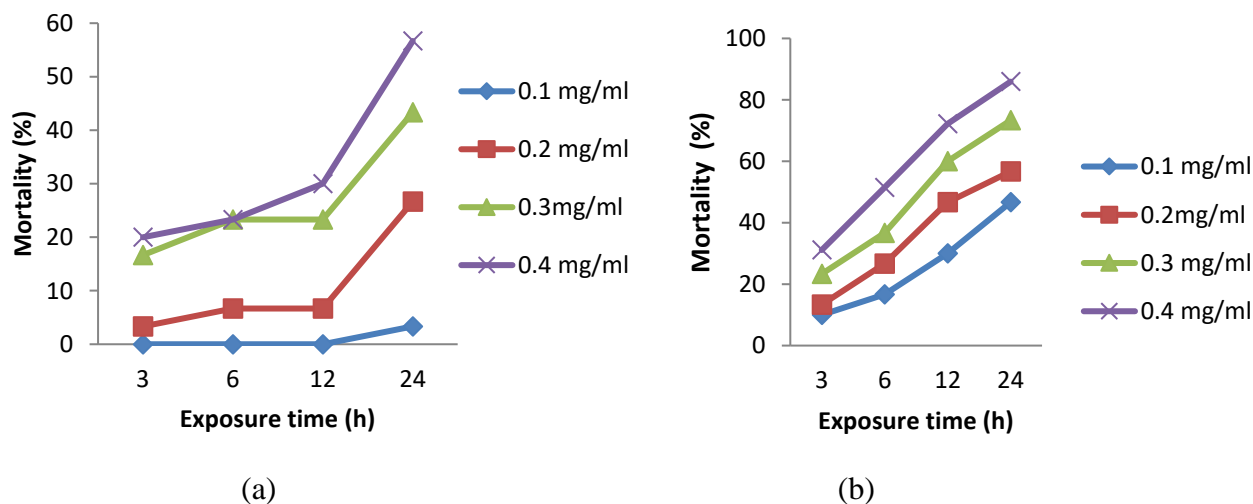 60
50
40
30
20
10
0
Mortality (%)
3 6 12 24
Exposure time (h)
0.1 mg/ml
0.2 mg/ml
0.3mg/ml
0.4 mg/ml
(a)
100
80
60
40
20
0
Mortality (%)
3 6 12 24
Exposure time (h)
0.1 mg/ml
0.2mg/ml
0.3 mg/ml
0.4 mg/ml
(b)